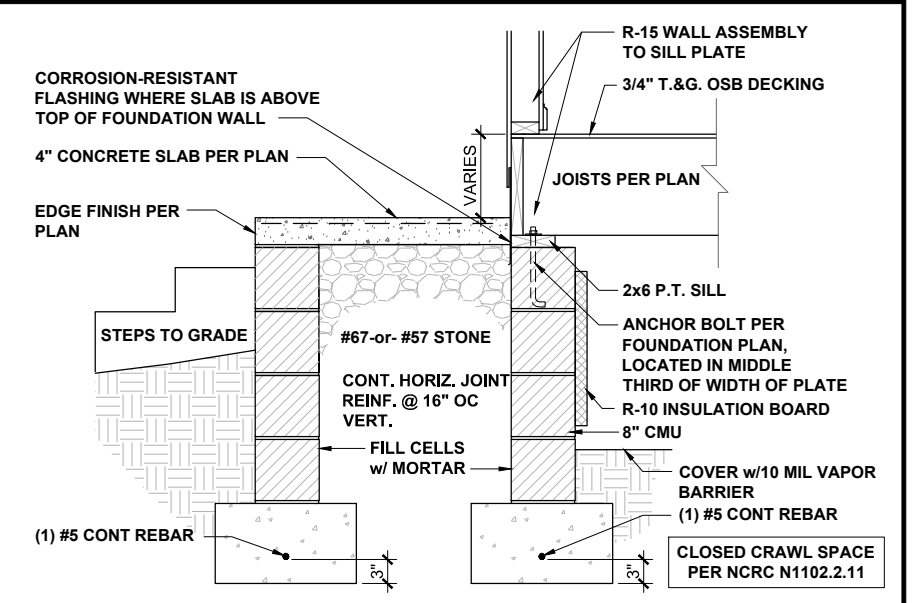 CORROSION-RESISTANT
FLASHING WHERE SLAB IS ABOVE
TOP OF FOUNDATION WALL
4" CONCRETE SLAB PER PLAN
EDGE FINISH PER
PLAN
STEPS TO GRADE
(1) #5 CONT REBAR
3"
VARIES
#67-or- #57 STONE
CONT. HORIZ. JOINT
REINF. @ 16" OC
VERT.
FILL CELLS
w/ MORTAR
R-15 WALL ASSEMBLY
TO SILL PLATE
3/4" T.&G. OSB DECKING
JOISTS PER PLAN
2x6 P.T. SILL
ANCHOR BOLT PER
FOUNDATION PLAN,
LOCATED IN MIDDLE
THIRD OF WIDTH OF PLATE
R-10 INSULATION BOARD
8" CMU
COVER w/10 MIL VAPOR
BARRIER
(1) #5 CONT REBAR
3"
CLOSED CRAWL SPACE
PER NCRC N1102.2.11